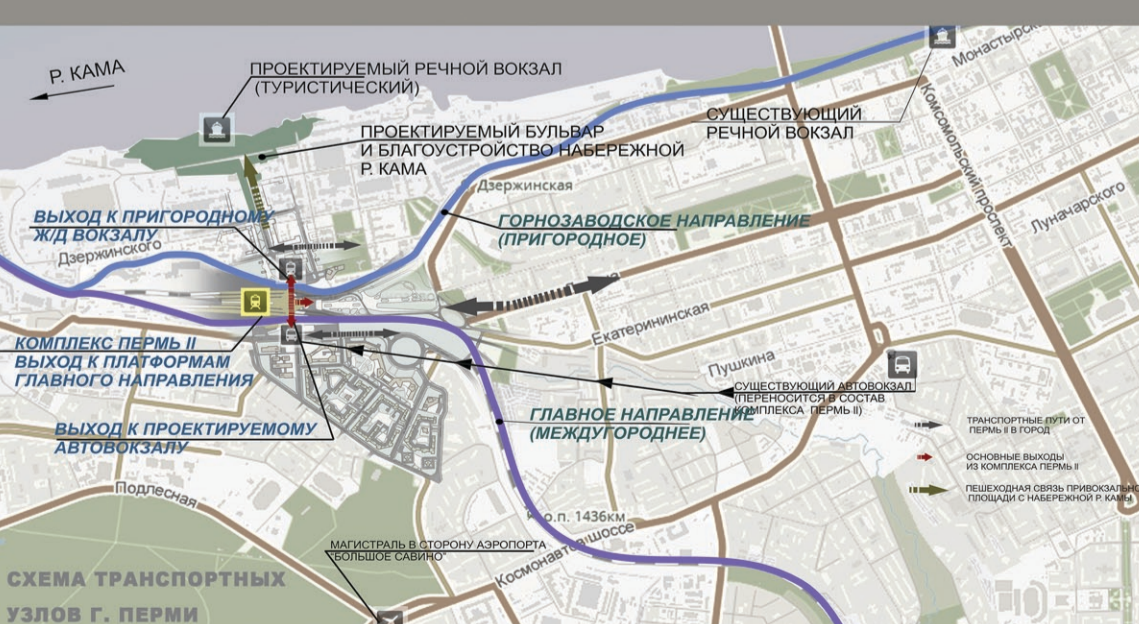 Р. КАМА
ПРОЕКТИРУЕМЫЙ РЕЧНОЙ ВОКЗАЛ
(ТУРИСТИЧЕСКИЙ)
ПРОЕКТИРУЕМЫЙ БУЛЬВАР
И БЛАГОУСТРОЙСТВО НАБЕРЕЖНОЙ
Р. КАМА
СУЩЕСТВУЮЩИЙ
РЕЧНОЙ ВОКЗАЛ
Комсомольский проспект
Луначарского
Дзержинская
ВЫХОД К ПРИГОРОДНОМУ
Ж/Д ВОКЗАЛУ
Дзержинского
ГОРНОЗАВОДСКОЕ НАПРАВЛЕНИЕ
(ПРИГОРОДНОЕ)
Екатерининская
Пушкина
КОМПЛЕКС ПЕРМЬ II
ВЫХОД К ПЛАТФОРМАМ
ГЛАВНОГО НАПРАВЛЕНИЯ
СУЩЕСТВУЮЩИЙ АВТОВОКЗАЛ
(ПЕРЕНОСИТСЯ В СОСТАВ
КОМПЛЕКСА ПЕРМЬ II)
ГЛАВНОЕ НАПРАВЛЕНИЕ
(МЕЖДУГОРОДНЕЕ)
ВЫХОД К ПРОЕКТИРУЕМОМУ
АВТОВОКЗАЛУ
ТРАНСПОРТНЫЕ ПУТИ ОТ
ПЕРМЬ II В ГОРОД
ОСНОВНЫЕ ВЫХОДЫ
ИЗ КОМПЛЕКСА ПЕРМЬ II
ПЕШЕХОДНАЯ СВЯЗЬ ПРИВОКЗАЛЬНО
ПЛОЩАДИ С НАБЕРЕЖНОЙ Р. КАМЫ
Подлесная
о.п. 1436км
Космонавтов шоссе
МАГИСТРАЛЬ В СТОРОНУ АЭРОПОРТА
"БОЛЬШОЕ САВИНО"
СХЕМА ТРАНСПОРТНЫХ
УЗЛОВ Г. ПЕРМИ